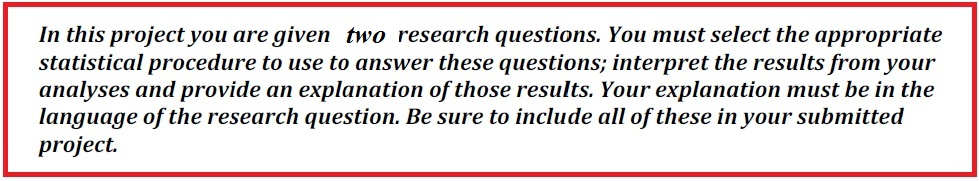 In this project you are given two research questions. You must select the appropriate
statistical procedure to use to answer these questions; interpret the results from your
analyses and provide an explanation of those results. Your explanation must be in the
language of the research question. Be sure to include all of these in your submitted
project.